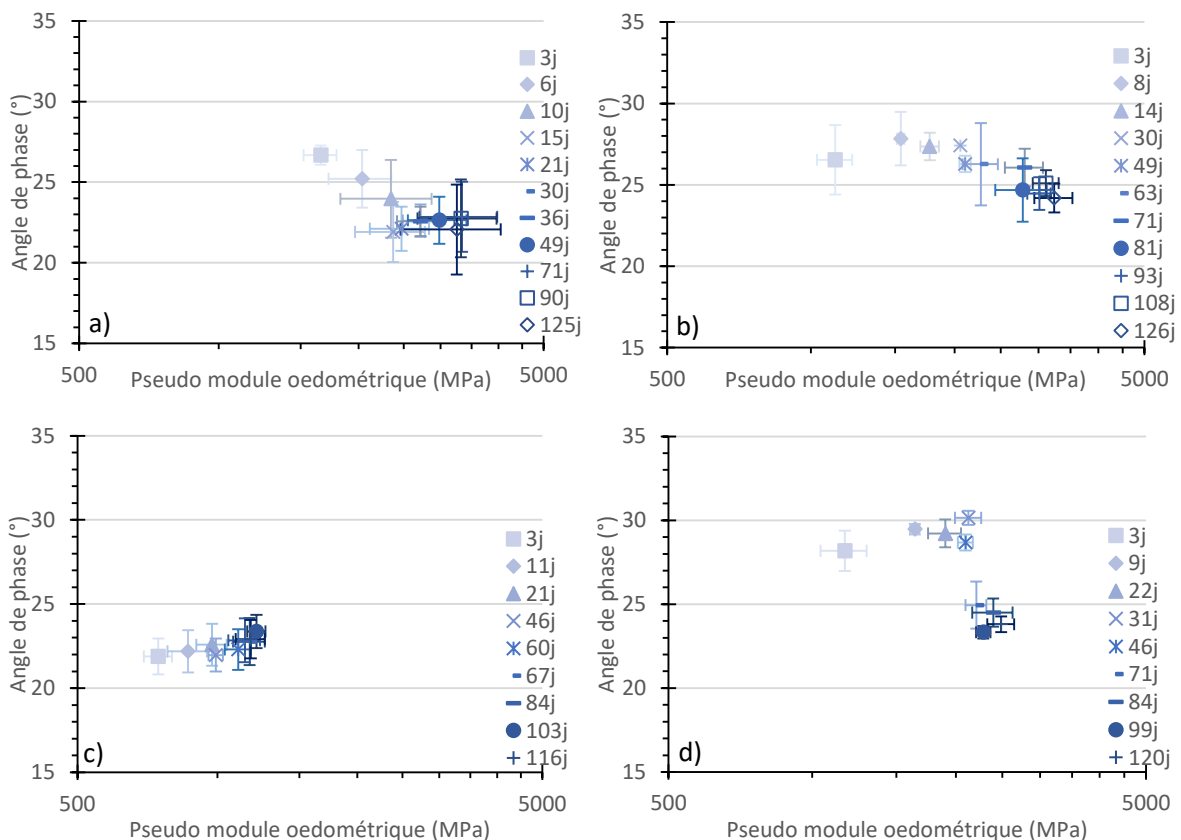 35
30
25
20
15
Angle de phase (°)
500
5000
Pseudo module oedométrique (MPa)
a)
3j
6j
10j
15j
21j
30j
36j
49j
71j
90j
125j
35
30
25
20
15
Angle de phase (°)
500
5000
Pseudo module oedométrique (MPa)
b)
3j
8j
14j
30j
49j
63j
71j
81j
93j
108j
126j
35
30
25
20
15
Angle de phase (°)
500
5000
Pseudo module oedométrique (MPa)
c)
3j
11j
21j
46j
60j
67j
84j
103j
116j
35
30
25
20
15
Angle de phase (°)
500
5000
Pseudo module oedométrique (MPa)
d)
3j
9j
22j
31j
46j
71j
84j
99j
120j